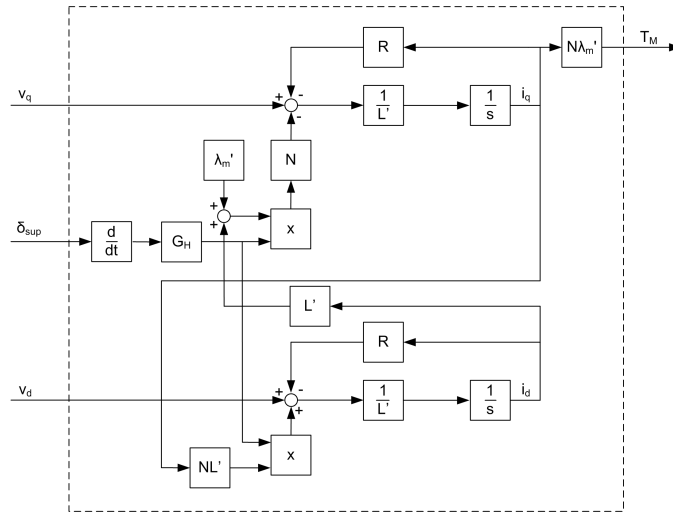 R
Nλm'
TM
vq
+
-
-
1
L'
1
s
iq
λm'
N
+
+
x
δsup
d
dt
GH
L'
R
vd
+
-
+
1
L'
1
s
id
NL'
x